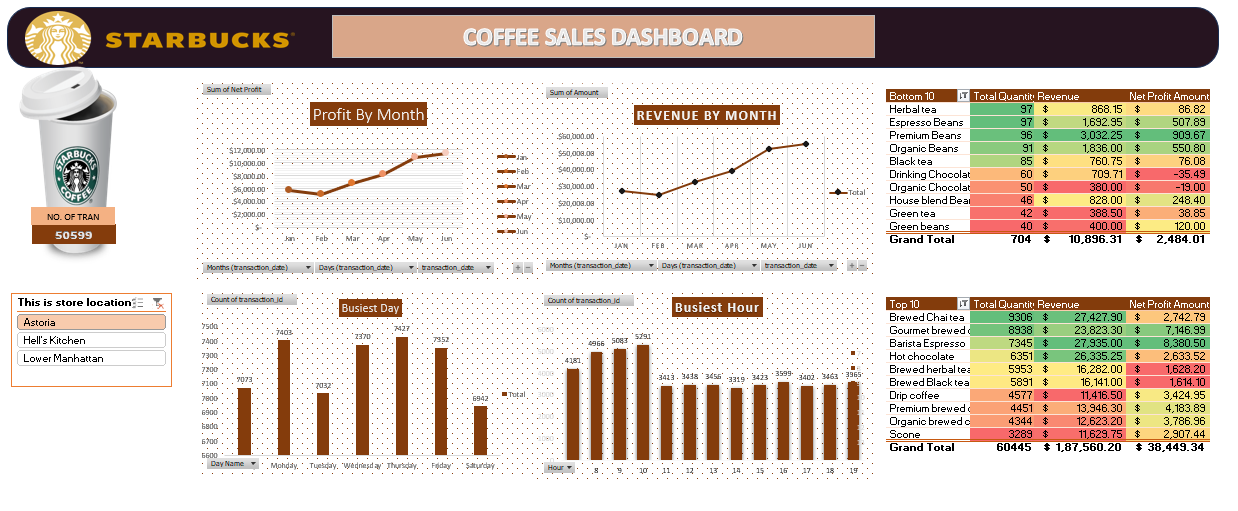 STARBUCKS
COFFEE SALES DASHBOARD
STARBUCKS
COFFEE
NO. OF TRAN
50599
This is store location
Astoria
Hell's Kitchen
Lower Manhattan
Sum of Net Profit
Profit By Month
$12,000.00
$10,000.00
$8,000.00
$6,000.00
$4,000.00
$2,000.00
$-
Jan Feb Mar Apr May Jun
Jan
Feb
Mar
Apr
May
Jun
Months (transaction_date) Days (transaction_date) transaction_date
Sum of Amount
REVENUE BY MONTH
$60,000.00
$50,000.00
$40,000.00
$30,000.00
$20,000.00
$10,000.00
$-
JAN FEB MAR APR MAY JUN
Total
Months (transaction_date) Days (transaction_date) transaction_date
Count of transaction_id
Busiest Day
7500
7400
7300
7200
7100
7000
6900
6800
6700
6600
7073 7403 7032 7370 7427 7352 6942
Monday Tuesday Wednesday Thursday Friday Saturday
Total
Day Name
Count of transaction_id
Busiest Hour
4181 4966 5083 5291 3413 3438 3456 3319 3423 3599 3402 3463 3965
8 9 10 11 12 13 14 15 16 17 18 19
Hour
Bottom 10 Total Quantit Revenue Net Profit Amount
Herbal tea 97 $ 868.15 $ 86.82
Espresso Beans 97 $ 1,692.95 $ 507.89
Premium Beans 96 $ 3,032.25 $ 909.67
Organic Beans 91 $ 1,836.00 $ 550.80
Black tea 85 $ 760.75 $ 76.08
Drinking Chocolat 60 $ 709.71 $ -35.49
Organic Chocolat 50 $ 380.00 $ -19.00
House blend Bea 46 $ 828.00 $ 248.40
Green tea 42 $ 388.50 $ 38.85
Green beans 40 $ 400.00 $ 120.00
Grand Total 704 $ 10,896.31 $ 2,484.01
Top 10 Total Quantit Revenue Net Profit Amount
Brewed Chai tea 9306 $ 27,427.90 $ 2,742.79
Gourmet brewed c 8938 $ 23,823.30 $ 7,146.99
Barista Espresso 7345 $ 27,935.00 $ 8,380.50
Hot chocolate 6351 $ 26,335.25 $ 2,633.52
Brewed herbal tea 5953 $ 16,282.00 $ 1,628.20
Brewed Black tea 5891 $ 16,141.00 $ 1,614.10
Drip coffee 4577 $ 11,416.50 $ 3,424.95
Premium brewed c 4451 $ 13,946.30 $ 4,183.89
Organic brewed c 4344 $ 12,623.20 $ 3,786.96
Scone 3289 $ 11,629.75 $ 2,907.44
Grand Total 60445 $ 1,87,560.20 $ 38,449.34